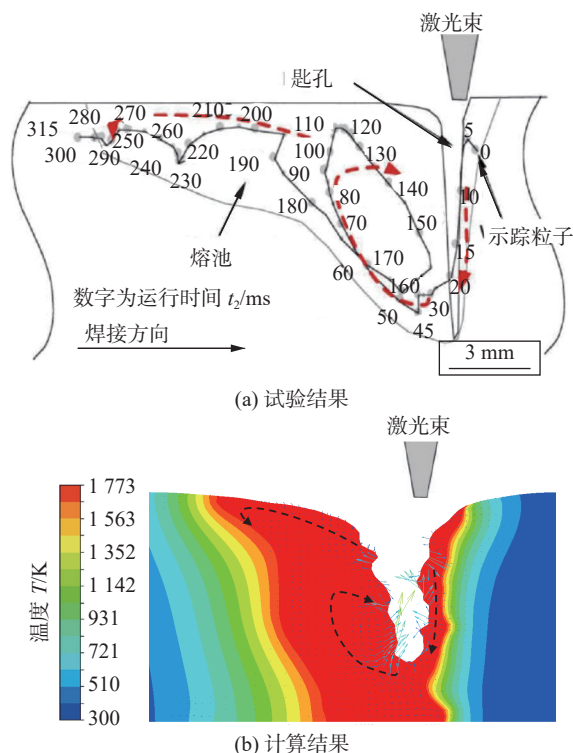 激光束
匙孔
280 270 210 200 110 120 5
315 250 260 100 130 0
300 290 240 220 190 90 140 10
230 80
180 70 150 15 示踪粒子
熔池 60 170 160 20
数字为运行时间 t₂/ms 50 30
焊接方向 45
3 mm
(a) 试验结果
激光束
温度 T/K
1 773
1 563
1 352
1 142
931
721
510
300
(b) 计算结果